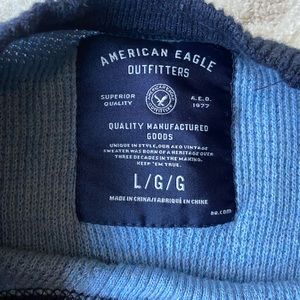 AMERICAN EAGLE
OUTFITTERS
SUPERIOR
QUALITY
A.E.O.
1977
QUALITY MANUFACTURED
GOODS
UNIQUE IN STYLE, OUR AEO VINTAGE
SWEATER WAS BORN OF A HERITAGE OVER
THREE DECADES IN THE MAKING.
KEEP 'EM TRUE.
L/G/G
MADE IN CHINA/FABRIQUÉ EN CHINE
ae.com